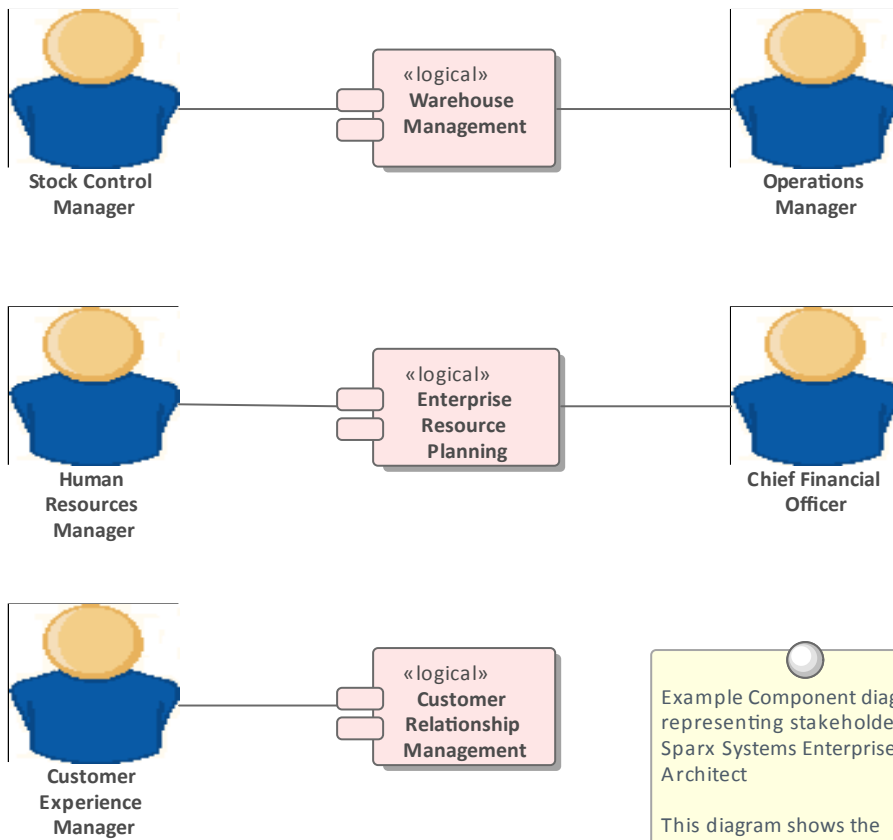 «logical»
Warehouse
Management
Stock Control
Manager
Operations
Manager
«logical»
Enterprise
Resource
Planning
Human
Resources
Manager
Chief Financial
Officer
«logical»
Customer
Relationship
Management
Customer
Experience
Manager
Example Component
representing
Sparx Systems Enterprise
Architect
This diagram shows the